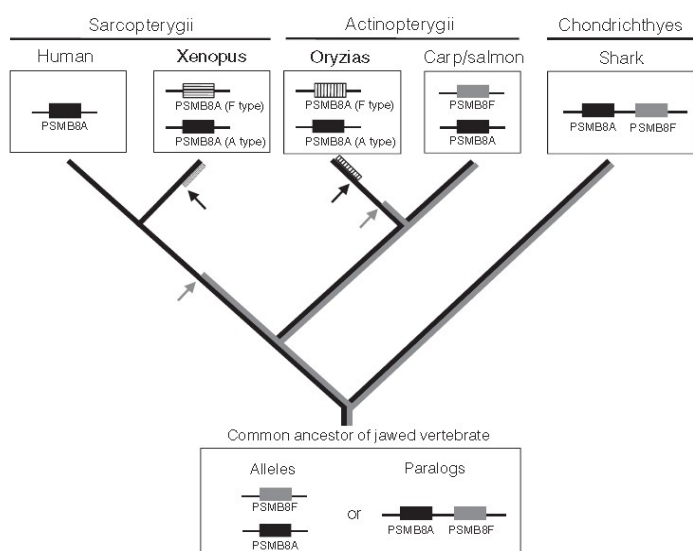 Sarcopterygii Actinopterygii Chondrichthyes
Human Xenopus Oryzias Carp/salmon Shark
PSMB8A
PSMB8A (F type)
PSMB8A (A type)
PSMB8A (F type)
PSMB8A (A type)
PSMB8F
PSMB8A
PSMB8A PSMB8F
Common ancestor of jawed vertebrate
Alleles Paralogs
PSMB8F
or
PSMB8A PSMB8F
PSMB8A